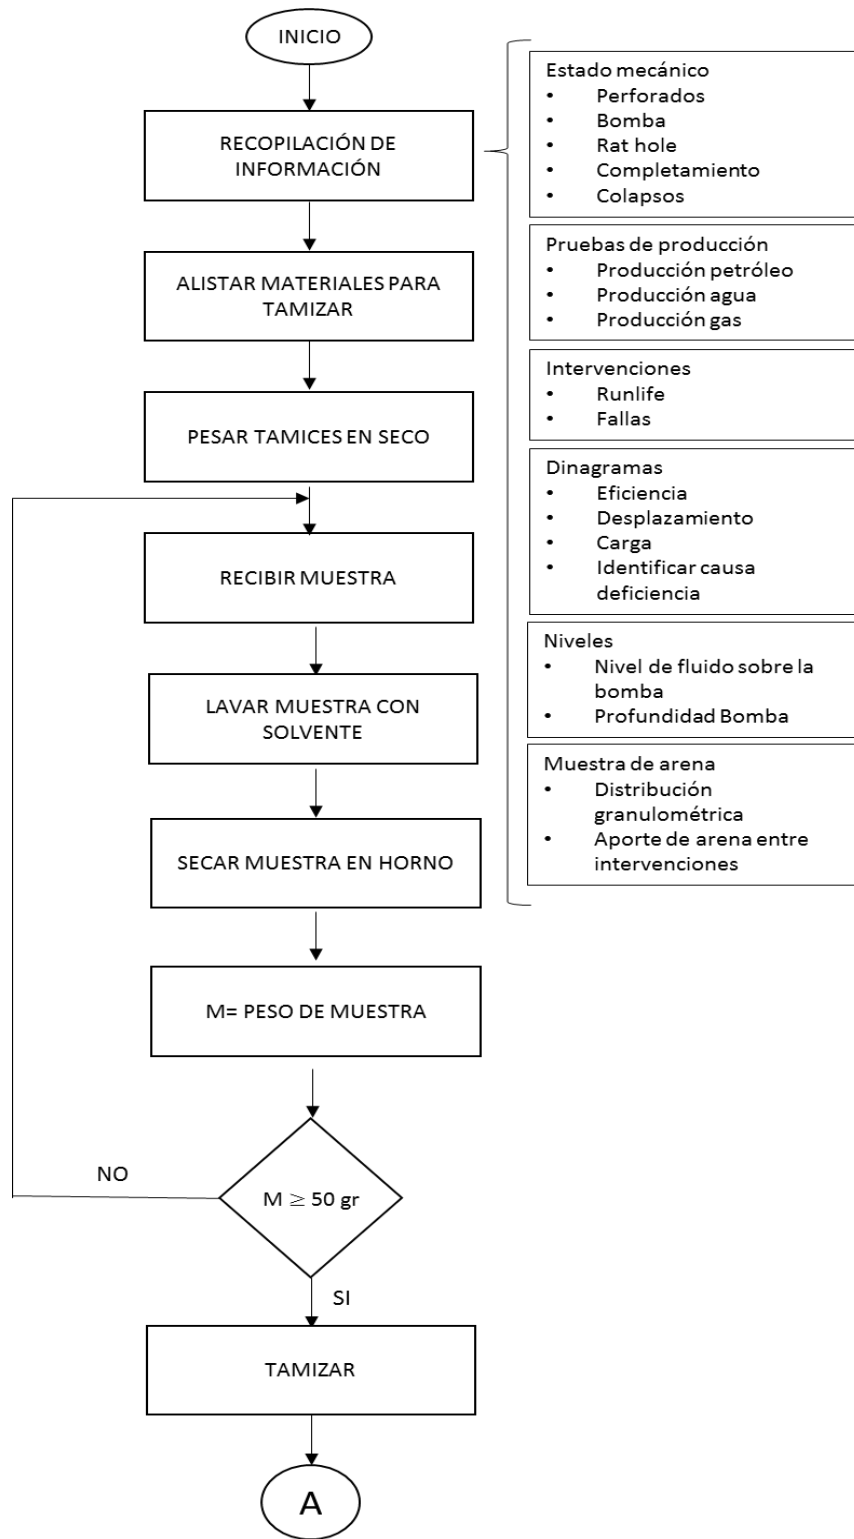 INICIO
RECOPILACIÓN DE
INFORMACIÓN
ALISTAR MATERIALES PARA
TAMIZAR
PESAR TAMICES EN SECO
RECIBIR MUESTRA
LAVAR MUESTRA CON
SOLVENTE
SECAR MUESTRA EN HORNO
M= PESO DE MUESTRA
NO
M ≥ 50 gr
SI
TAMIZAR
A
Estado mecánico
• Perforados
• Bomba
• Rat hole
• Completamiento
• Colapsos
Pruebas de producción
• Producción petróleo
• Producción agua
• Producción gas
Intervenciones
• Runlife
• Fallas
Dinagramas
• Eficiencia
• Desplazamiento
• Carga
• Identificar causa
deficiencia
Niveles
• Nivel de fluido sobre la
bomba
• Profundidad Bomba
Muestra de arena
• Distribución
granulométrica
• Aporte de arena entre
intervenciones